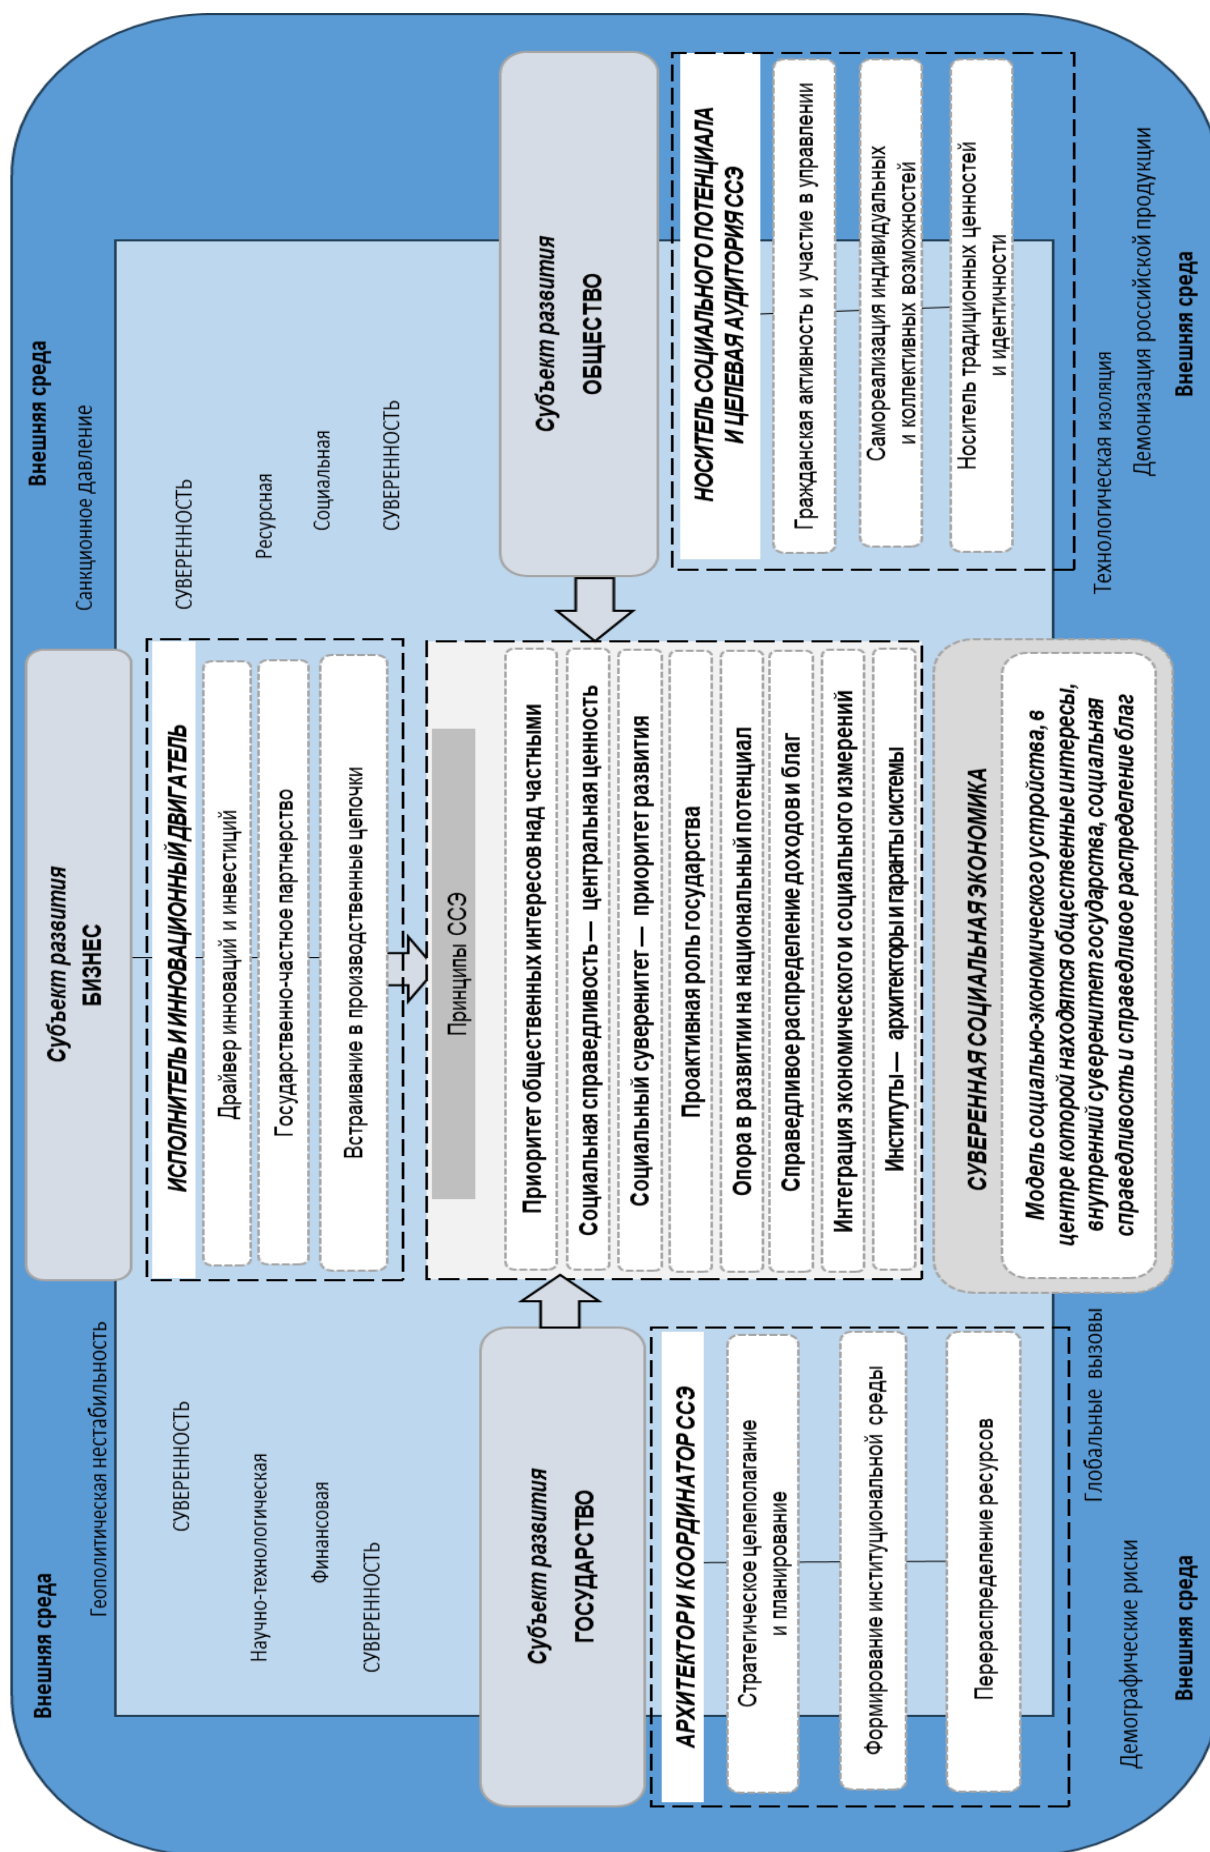 Внешняя среда
Геополитическая нестабильность
Субъект развития
БИЗНЕС
Санкционное давление
Внешняя среда
СУВЕРЕННОСТЬ
Научно-технологическая
Финансовая
СУВЕРЕННОСТЬ
ИСПОЛНИТЕЛЬ И ИННОВАЦИОННЫЙ ДВИГАТЕЛЬ
Драйвер инноваций и инвестиций
Государственно-частное партнерство
Встраивание в производственные цепочки
СУВЕРЕННОСТЬ
Ресурсная
Социальная
СУВЕРЕННОСТЬ
Субъект развития
ГОСУДАРСТВО
АРХИТЕКТОР И КООРДИНАТОР ССЭ
Стратегическое целеполагание
и планирование
Формирование институциональной среды
Перераспределение ресурсов
Принципы ССЭ
Приоритет общественных интересов над частными
Социальная справедливость — центральная ценность
Социальный суверенитет — приоритет развития
Проактивная роль государства
Опора в развитии на национальный потенциал
Справедливое распределение доходов и благ
Интеграция экономического и социального измерений
Институты — архитекторы и гаранты системы
Субъект развития
ОБЩЕСТВО
НОСИТЕЛЬ СОЦИАЛЬНОГО ПОТЕНЦИАЛА
И ЦЕЛЕВАЯ АУДИТОРИЯ ССЭ
Гражданская активность и участие в управлении
Самореализация индивидуальных
и коллективных возможностей
Носитель традиционных ценностей
и идентичности
СУВЕРЕННАЯ СОЦИАЛЬНАЯ ЭКОНОМИКА
Модель социально-экономического устройства, в
центре которой находятся общественные интересы,
внутренний суверенитет государства, социальная
справедливость и справедливое распределение благ
Глобальные вызовы
Демографические риски
Внешняя среда
Технологическая изоляция
Демонизация российской продукции
Внешняя среда